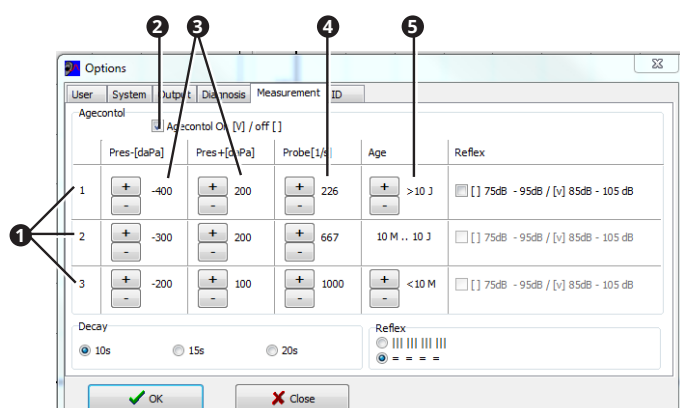 2 3 4 5
Options
User System Output Diagnosis Measurement ID
Agecontol
Agecontol On [V] / off [ ]
Pres-[daPa] Pres+[daPa] Probe[1/s] Age Reflex
1 + - -400 + - 200 + - 226 + - >10 J [ ] 75dB - 95dB / [v] 85dB - 105 dB
1 2 + - -300 + - 200 + - 667 10 M .. 10 J [ ] 75dB - 95dB / [v] 85dB - 105 dB
3 + - -200 + - 100 + - 1000 + - <10 M [ ] 75dB - 95dB / [v] 85dB - 105 dB
Decay
10s 15s 20s
Reflex
||| ||| ||| |||
= = = =
OK Close